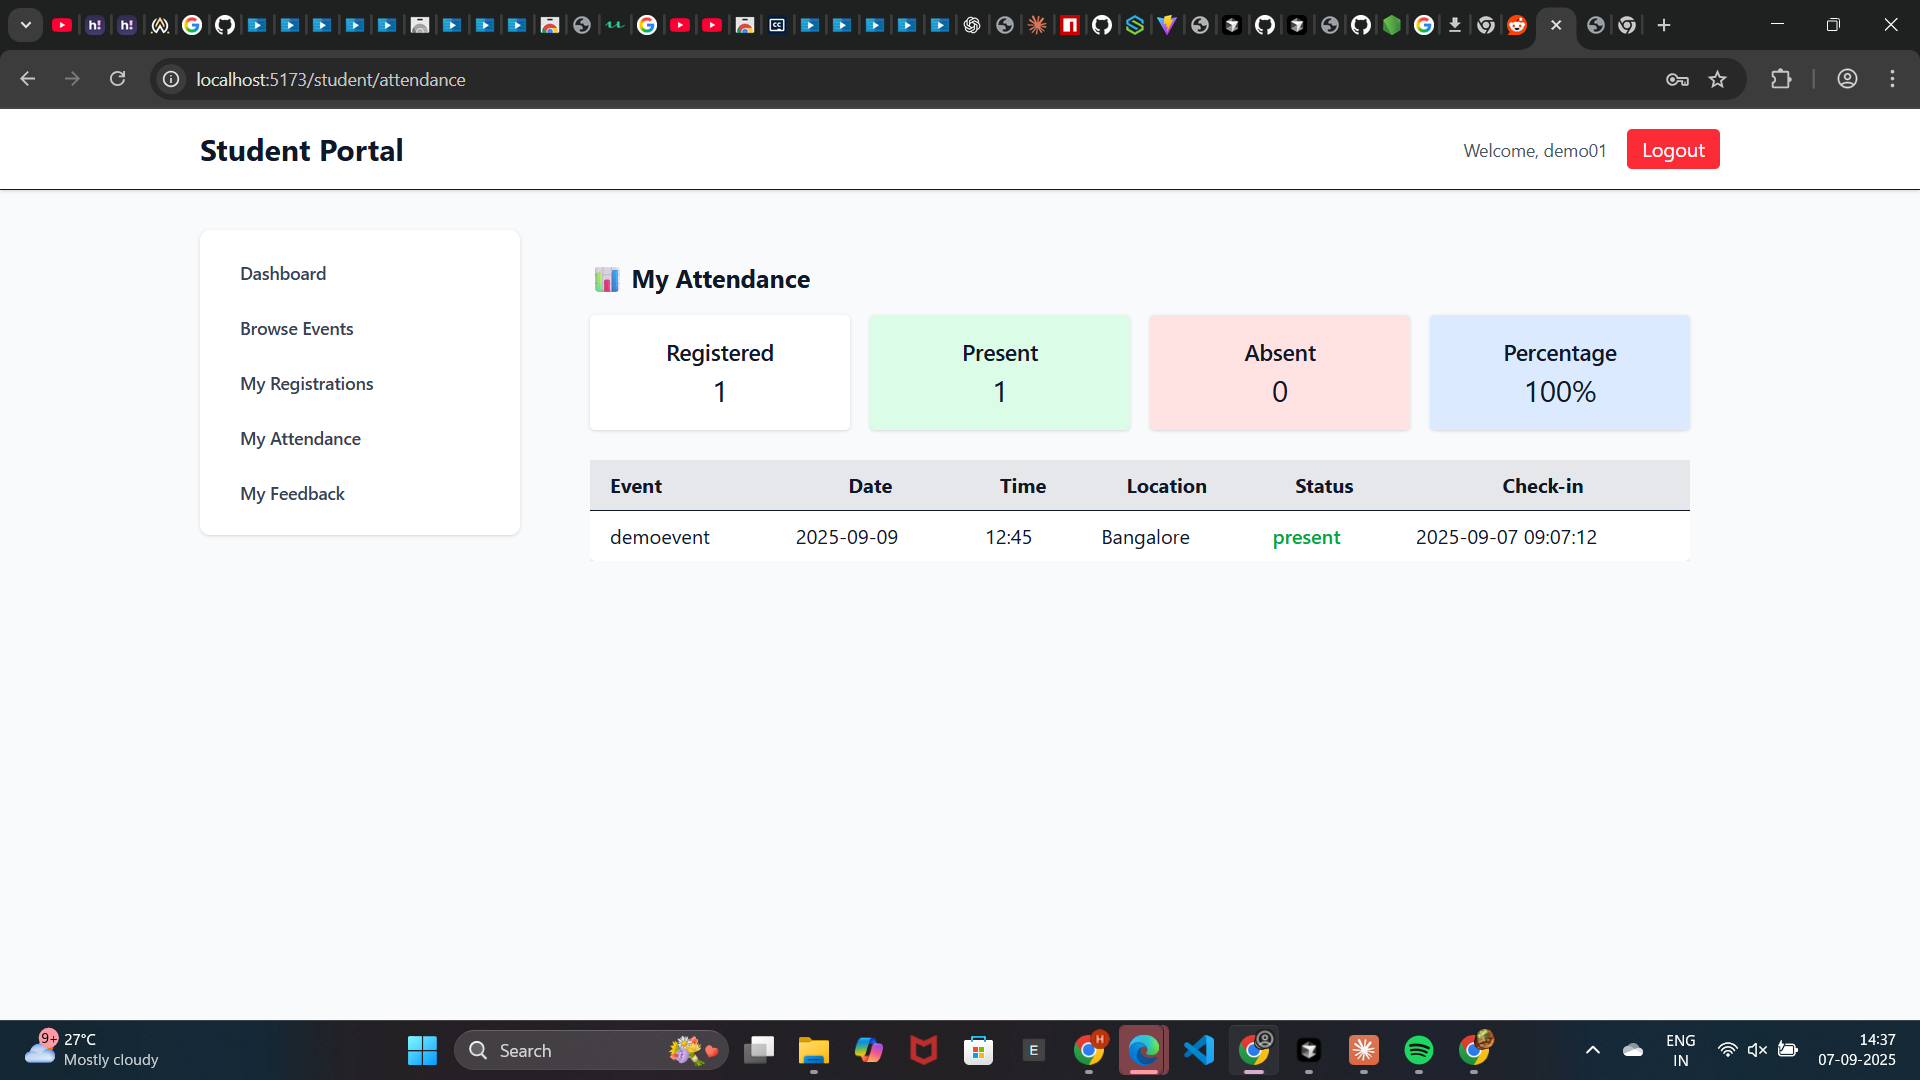 localhost:5173/student/attendance
Student Portal
Welcome, demo01
Logout
Dashboard
Browse Events
My Registrations
My Attendance
My Feedback
My Attendance
Registered
1
Present
1
Absent
0
Percentage
100%
Event Date Time Location Status Check-in
demoevent 2025-09-09 12:45 Bangalore present 2025-09-07 09:07:12
9+
27°C
Mostly cloudy
Search
E
H
ENG
IN
14:37
07-09-2025